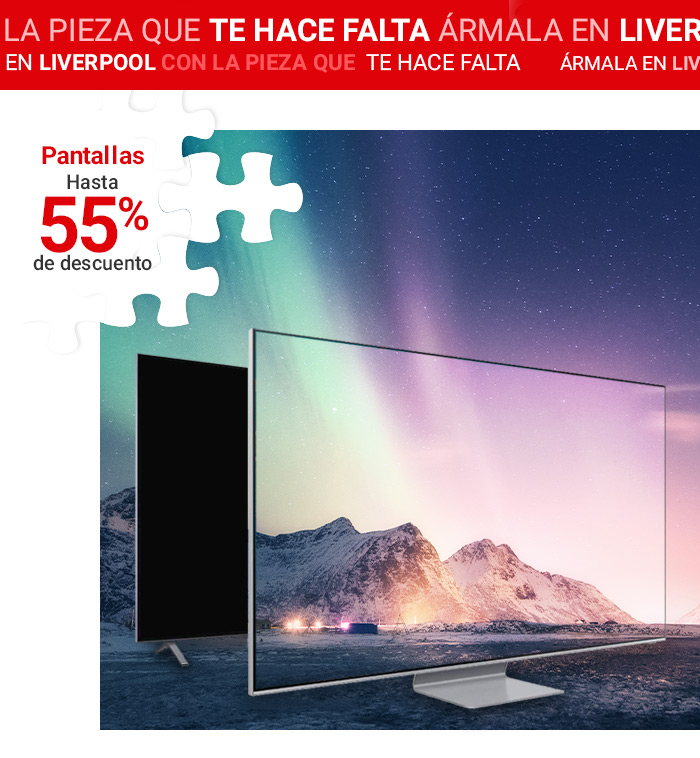 LA PIEZA QUE TE HACE FALTA ÁRMALA EN LIVER
EN LIVERPOOL CON LA PIEZA QUE TE HACE FALTA ÁRMALA EN LIV
Pantallas
Hasta
55%
de descuento